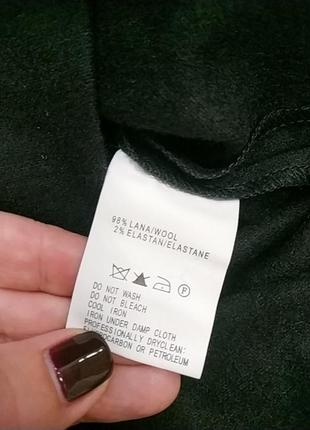 98% LANA/WOOL
2% ELASTAN/ELASTANE
F
DO NOT WASH
DO NOT BLEACH
COOL IRON
IRON UNDER DAMP CLOTH
PROFESSIONALLY DRYCLEAN:
HYDROCARBON OR PETROLEUM